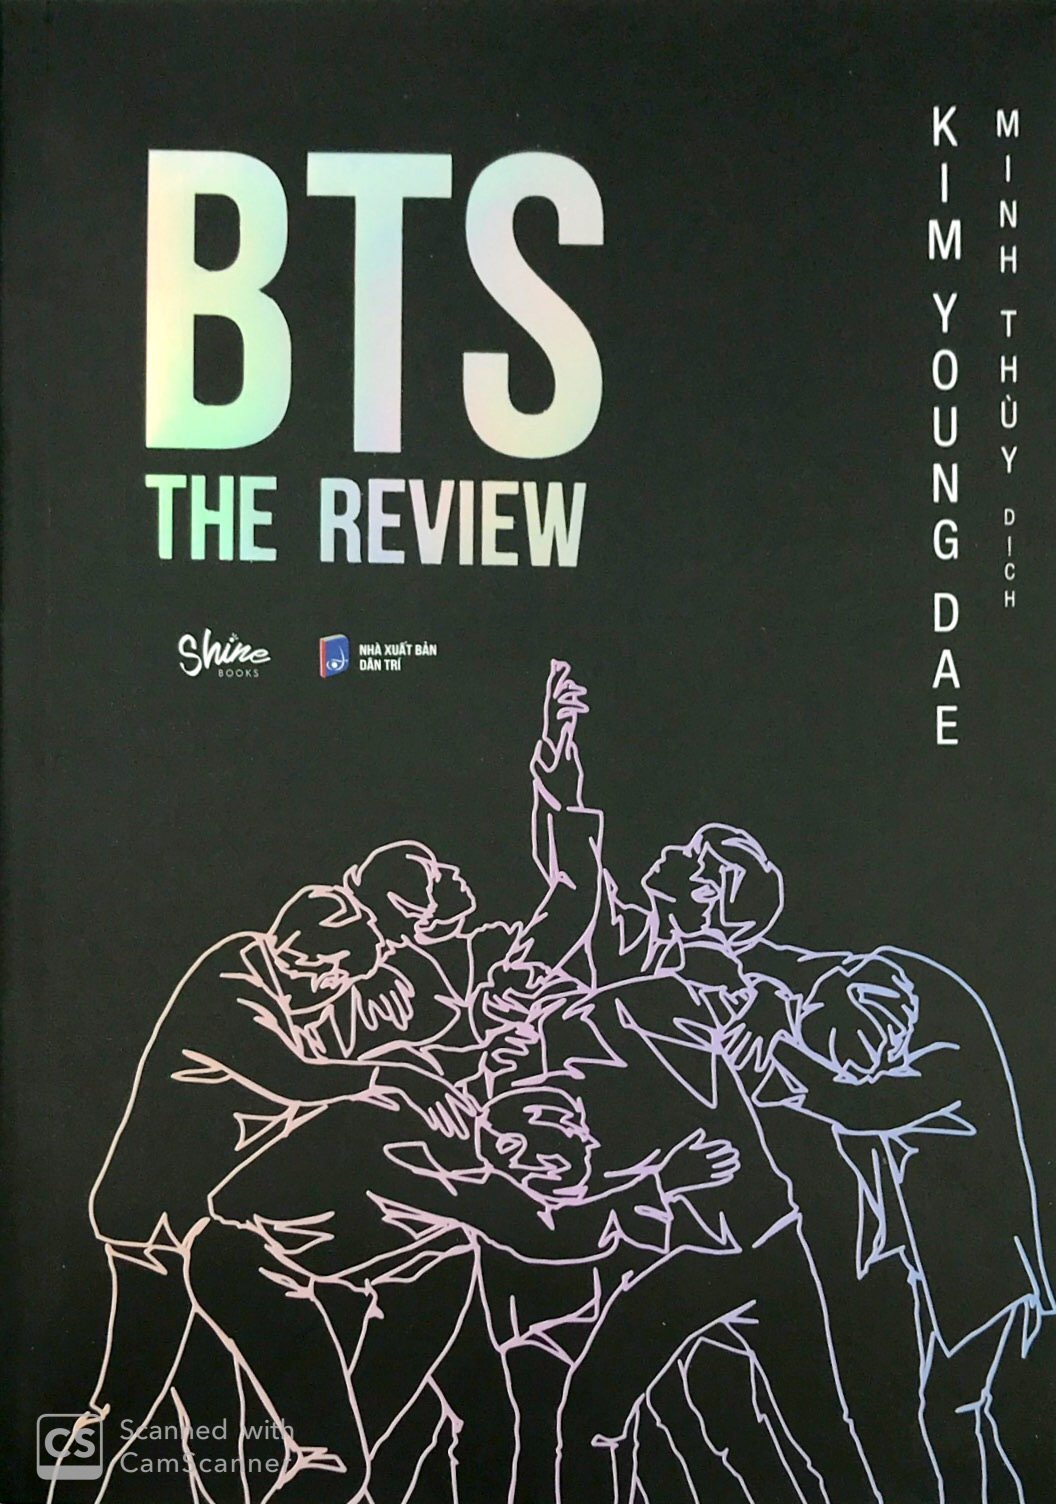 BTS
THE REVIEW
KIM YOUNG DAE
MINH THÙY DỊCH
Shine
BOOKS
NHÀ XUẤT BẢN
DÂN TRÍ
CS
Scanned with
CamScanner